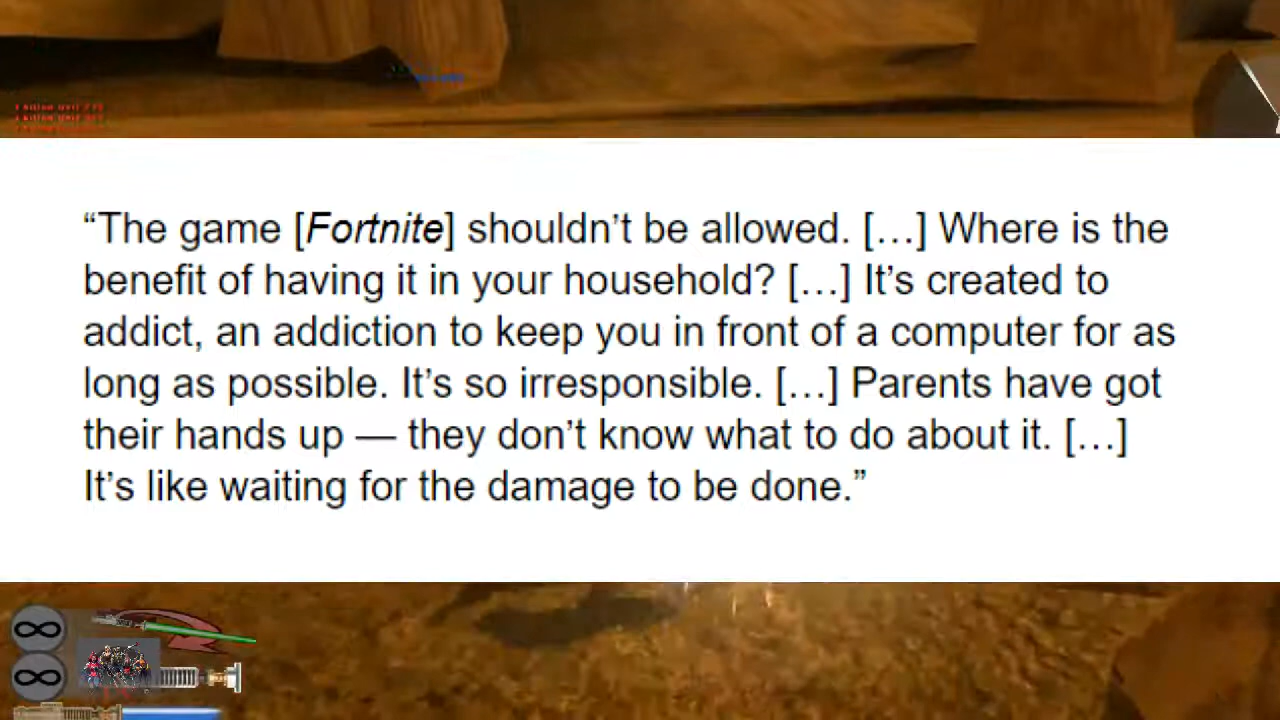 “The game [Fortnite] shouldn’t be allowed. […] Where is the
benefit of having it in your household? […] It’s created to
addict, an addiction to keep you in front of a computer for as
long as possible. It’s so irresponsible. […] Parents have got
their hands up — they don’t know what to do about it. […]
It’s like waiting for the damage to be done.”